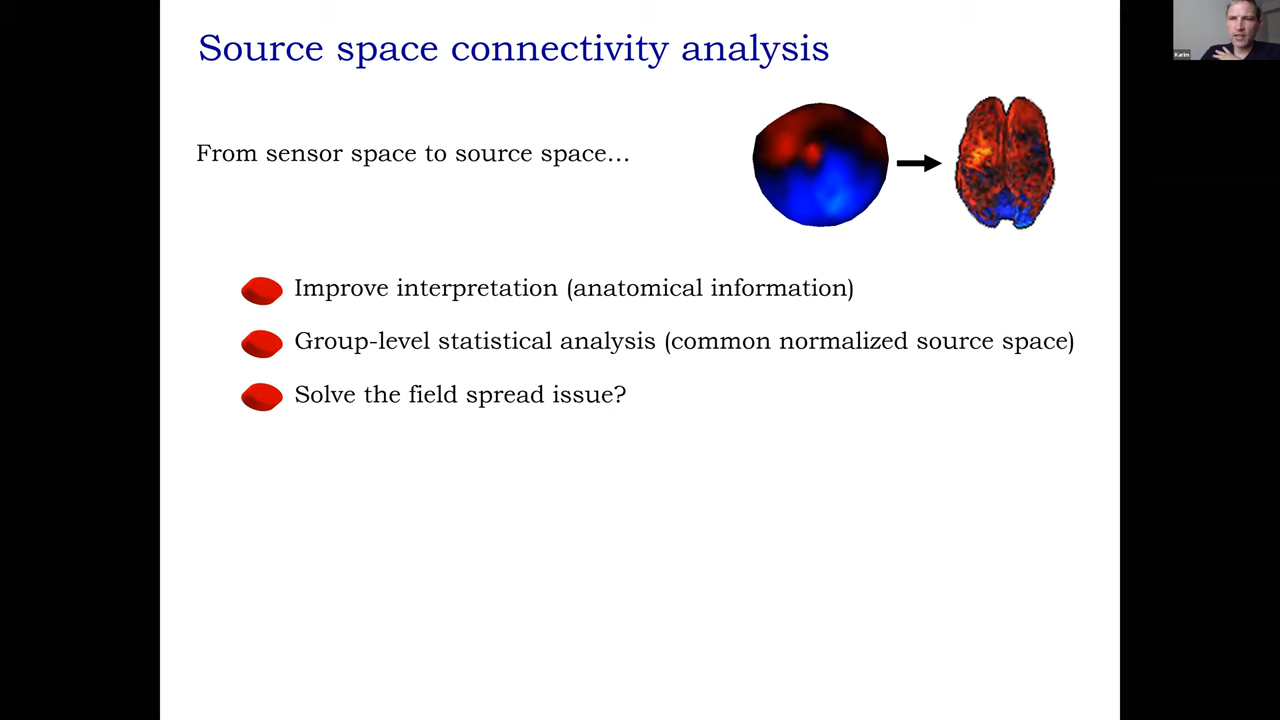 Source space connectivity analysis
Karim
From sensor space to source space…
Improve interpretation (anatomical information)
Group-level statistical analysis (common normalized source space)
Solve the field spread issue?